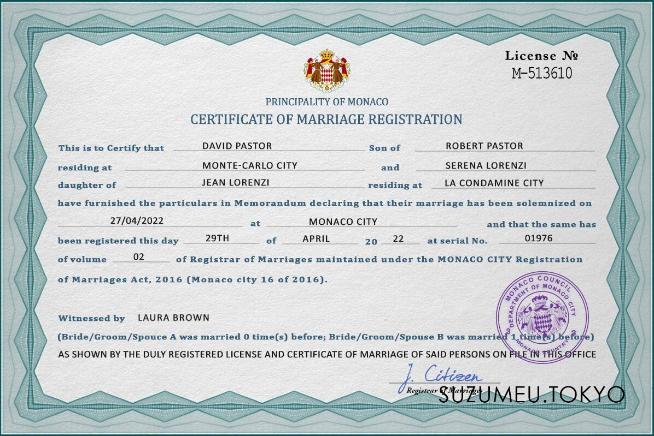 License №
M-513610
PRINCIPALITY OF MONACO
CERTIFICATE OF MARRIAGE REGISTRATION
This is to Certify that DAVID PASTOR Son of ROBERT PASTOR
residing at MONTE-CARLO CITY and SERENA LORENZI
daughter of JEAN LORENZI residing at LA CONDAMINE CITY
have furnished the particulars in Memorandum declaring that their marriage has been solemnized on
27/04/2022 at MONACO CITY and that the same has
been registered this day 29TH of APRIL 20 22 at serial No. 01976
of volume 02 of Registrar of Marriages maintained under the MONACO CITY Registration
of Marriages Act, 2016 (Monaco city 16 of 2016).
MONACO COUNCIL
DEPARTMENT OF MONACO CITY
Witnessed by LAURA BROWN
(Bride/Groom/Spouce A was married 0 time(s) before; Bride/Groom/Spouse B was married 1 time(s) before)
AS SHOWN BY THE DULY REGISTERED LICENSE AND CERTIFICATE OF MARRIAGE OF SAID PERSONS ON FILE IN THIS OFFICE
J. Citizen
Registrar of Marriages
SUZUMEU.TOKYO